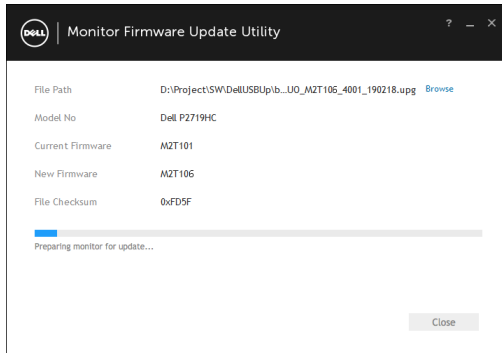 DELL | Monitor Firmware Update Utility ? _ ×
File Path D:\Project\SW\DellUSBUp\b...UO_M2T106_4001_190218.upg Browse
Model No Dell P2719HC
Current Firmware M2T101
New Firmware M2T106
File Checksum 0xFD5F
Preparing monitor for update...
Close